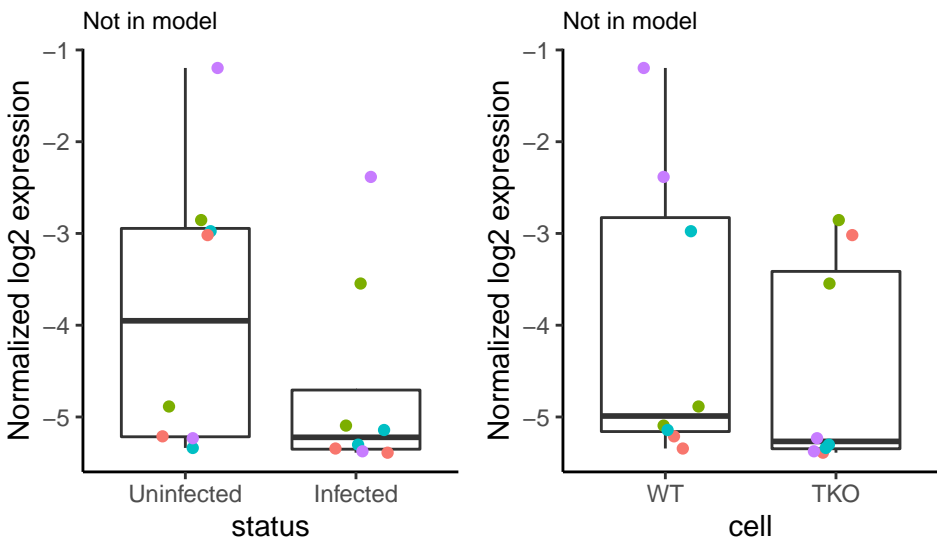 Not in model
Normalized log2 expression
−1
−2
−3
−4
−5
Uninfected
Infected
status
Not in model
Normalized log2 expression
−1
−2
−3
−4
−5
WT
TKO
cell